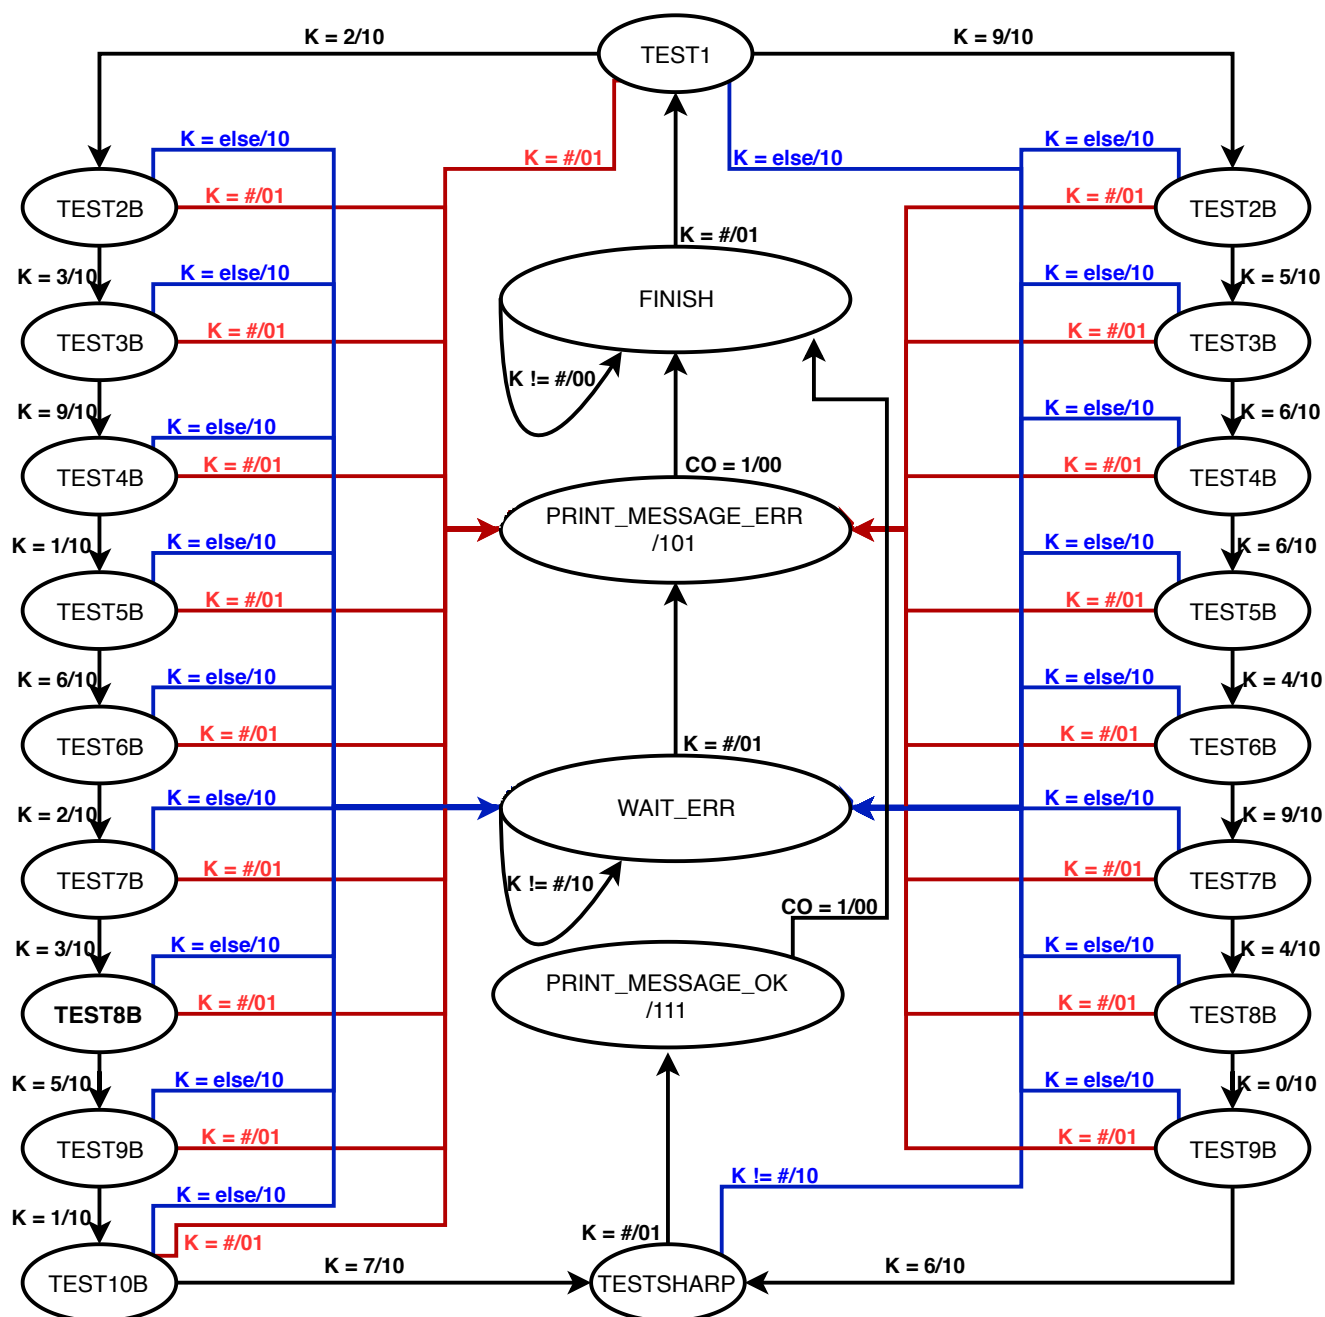 K = 2/10
TEST1
K = 9/10
K = else/10
K = #/01
K = else/10
K = else/10
TEST2B
K = #/01
K = #/01
TEST2B
K = #/01
K = 3/10
K = else/10
K = else/10
K = 5/10
FINISH
TEST3B
K = #/01
K = #/01
TEST3B
K != #/00
K = 9/10
K = else/10
K = else/10
K = 6/10
CO = 1/00
TEST4B
K = #/01
K = #/01
TEST4B
PRINT_MESSAGE_ERR
/101
K = 1/10
K = else/10
K = else/10
K = 6/10
TEST5B
K = #/01
K = #/01
TEST5B
K = 6/10
K = else/10
K = else/10
K = 4/10
TEST6B
K = #/01
K = #/01
K = #/01
TEST6B
K = 2/10
K = else/10
WAIT_ERR
K = else/10
K = 9/10
TEST7B
K = #/01
K != #/10
K = #/01
TEST7B
CO = 1/00
K = 3/10
K = else/10
K = else/10
K = 4/10
PRINT_MESSAGE_OK
/111
TEST8B
K = #/01
K = #/01
TEST8B
K = 5/10
K = else/10
K = else/10
K = 0/10
TEST9B
K = #/01
K = #/01
TEST9B
K = else/10
K != #/10
K = 1/10
K = #/01
K = #/01
TEST10B
K = 7/10
TESTSHARP
K = 6/10